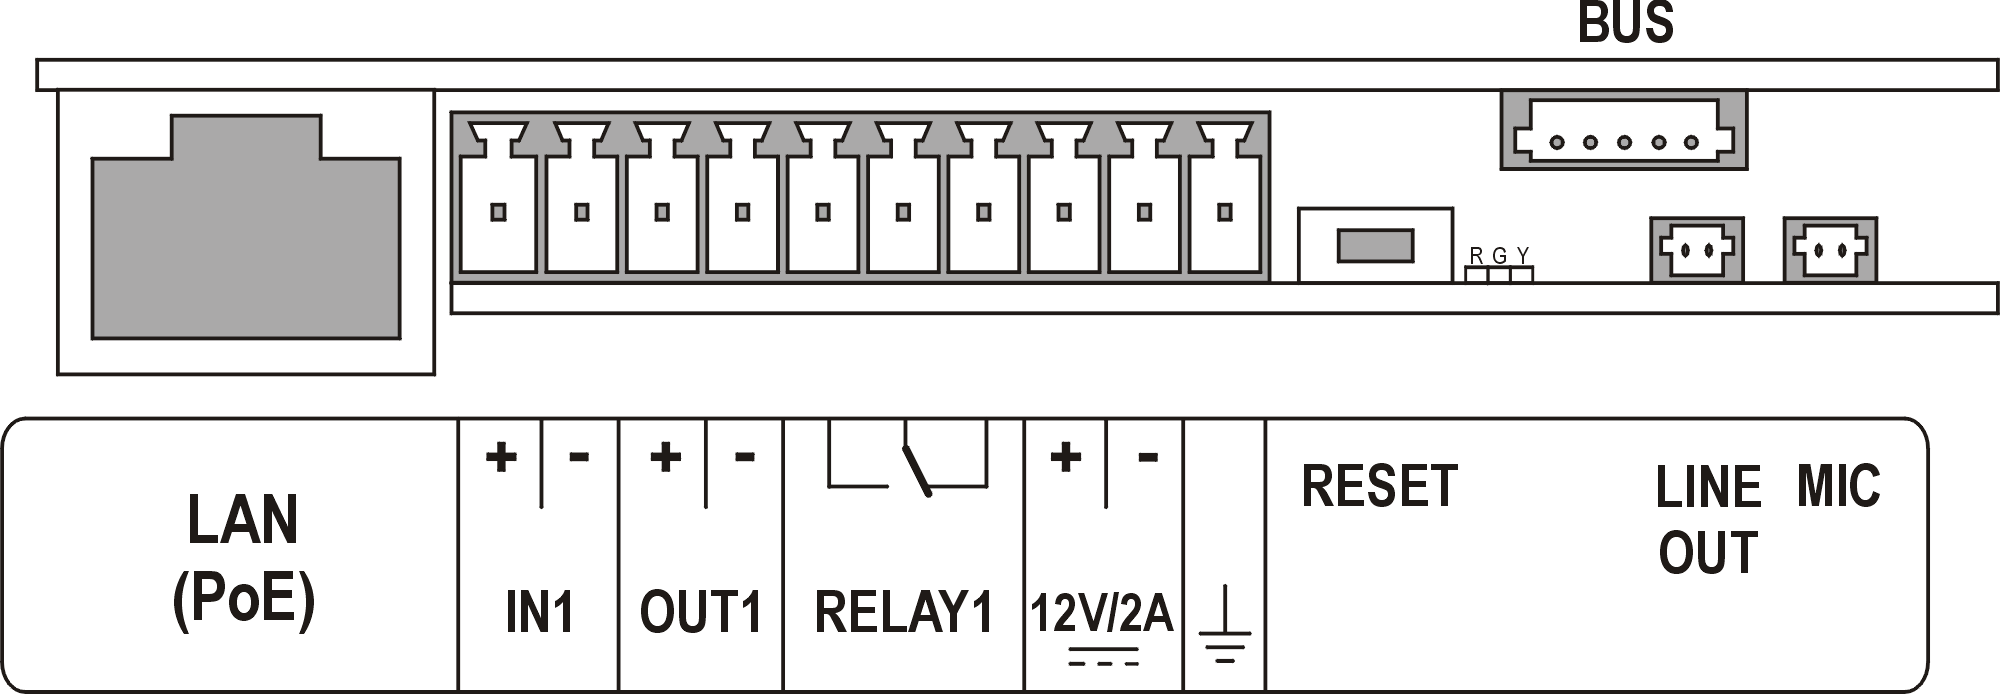 BUS
R G Y
+ - + - + -
RESET LINE MIC
LAN OUT
(PoE) IN1 OUT1 RELAY1 12V/2A